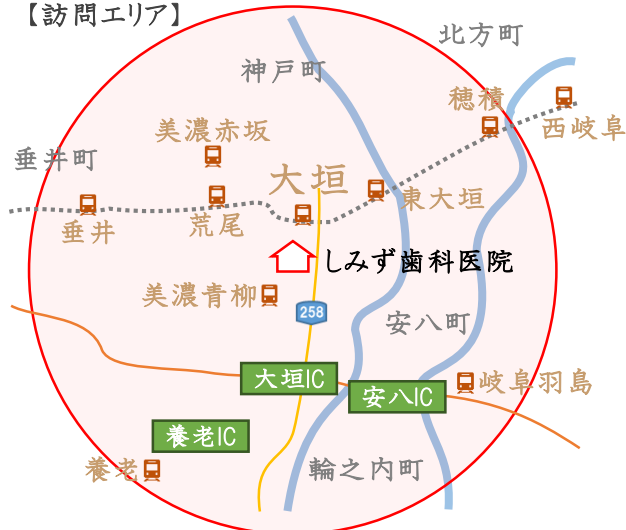 【訪問エリア】
北方町
神戸町
穂積
西岐阜
美濃赤坂
垂井町
大垣
東大垣
荒尾
垂井
しみず歯科医院
美濃青柳
258
安八町
大垣IC
岐阜羽島
安八IC
養老IC
養老
輪之内町